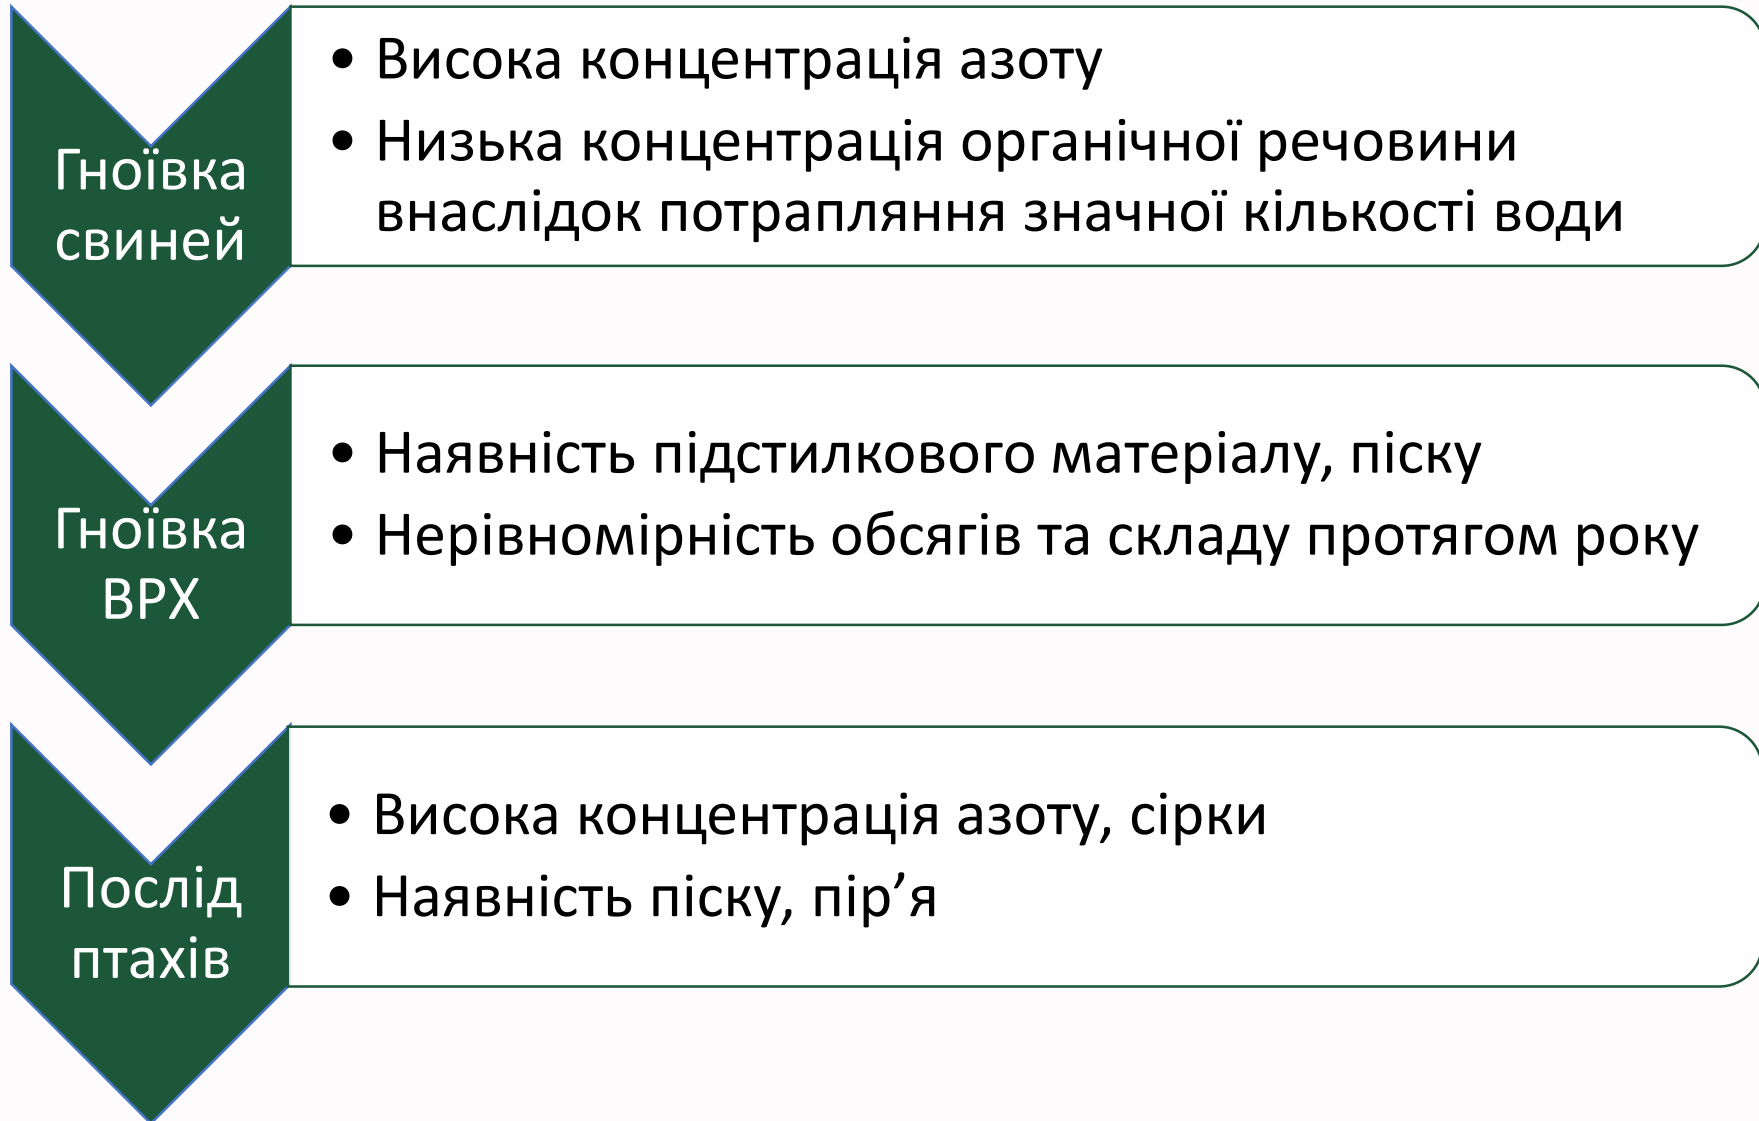 Гноївка
свиней
• Висока концентрація азоту
• Низька концентрація органічної речовини
внаслідок потрапляння значної кількості води
Гноївка
ВРХ
• Наявність підстилкового матеріалу, піску
• Нерівномірність обсягів та складу протягом року
Послід
птахів
• Висока концентрація азоту, сірки
• Наявність піску, пір’я